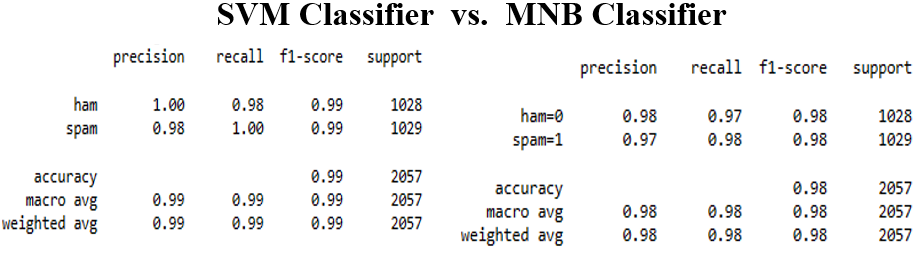 SVM Classifier vs. MNB Classifier
precision recall f1-score support
ham 1.00 0.98 0.99 1028
spam 0.98 1.00 0.99 1029
accuracy 0.99 2057
macro avg 0.99 0.99 0.99 2057
weighted avg 0.99 0.99 0.99 2057
precision recall f1-score support
ham=0 0.98 0.97 0.98 1028
spam=1 0.97 0.98 0.98 1029
accuracy 0.98 2057
macro avg 0.98 0.98 0.98 2057
weighted avg 0.98 0.98 0.98 2057